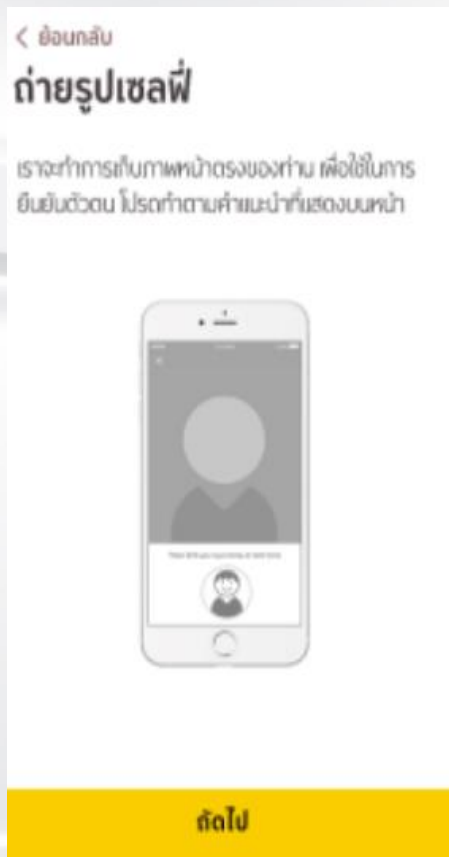 < ย้อนกลับ
ถ่ายรูปเซลฟี่
เราจะทำการเก็บภาพหน้าตรงของท่าน เพื่อใช้ในการ
ยืนยันตัวตน โปรดทำตามคำแนะนำที่แสดงบนหน้า
ถัดไป